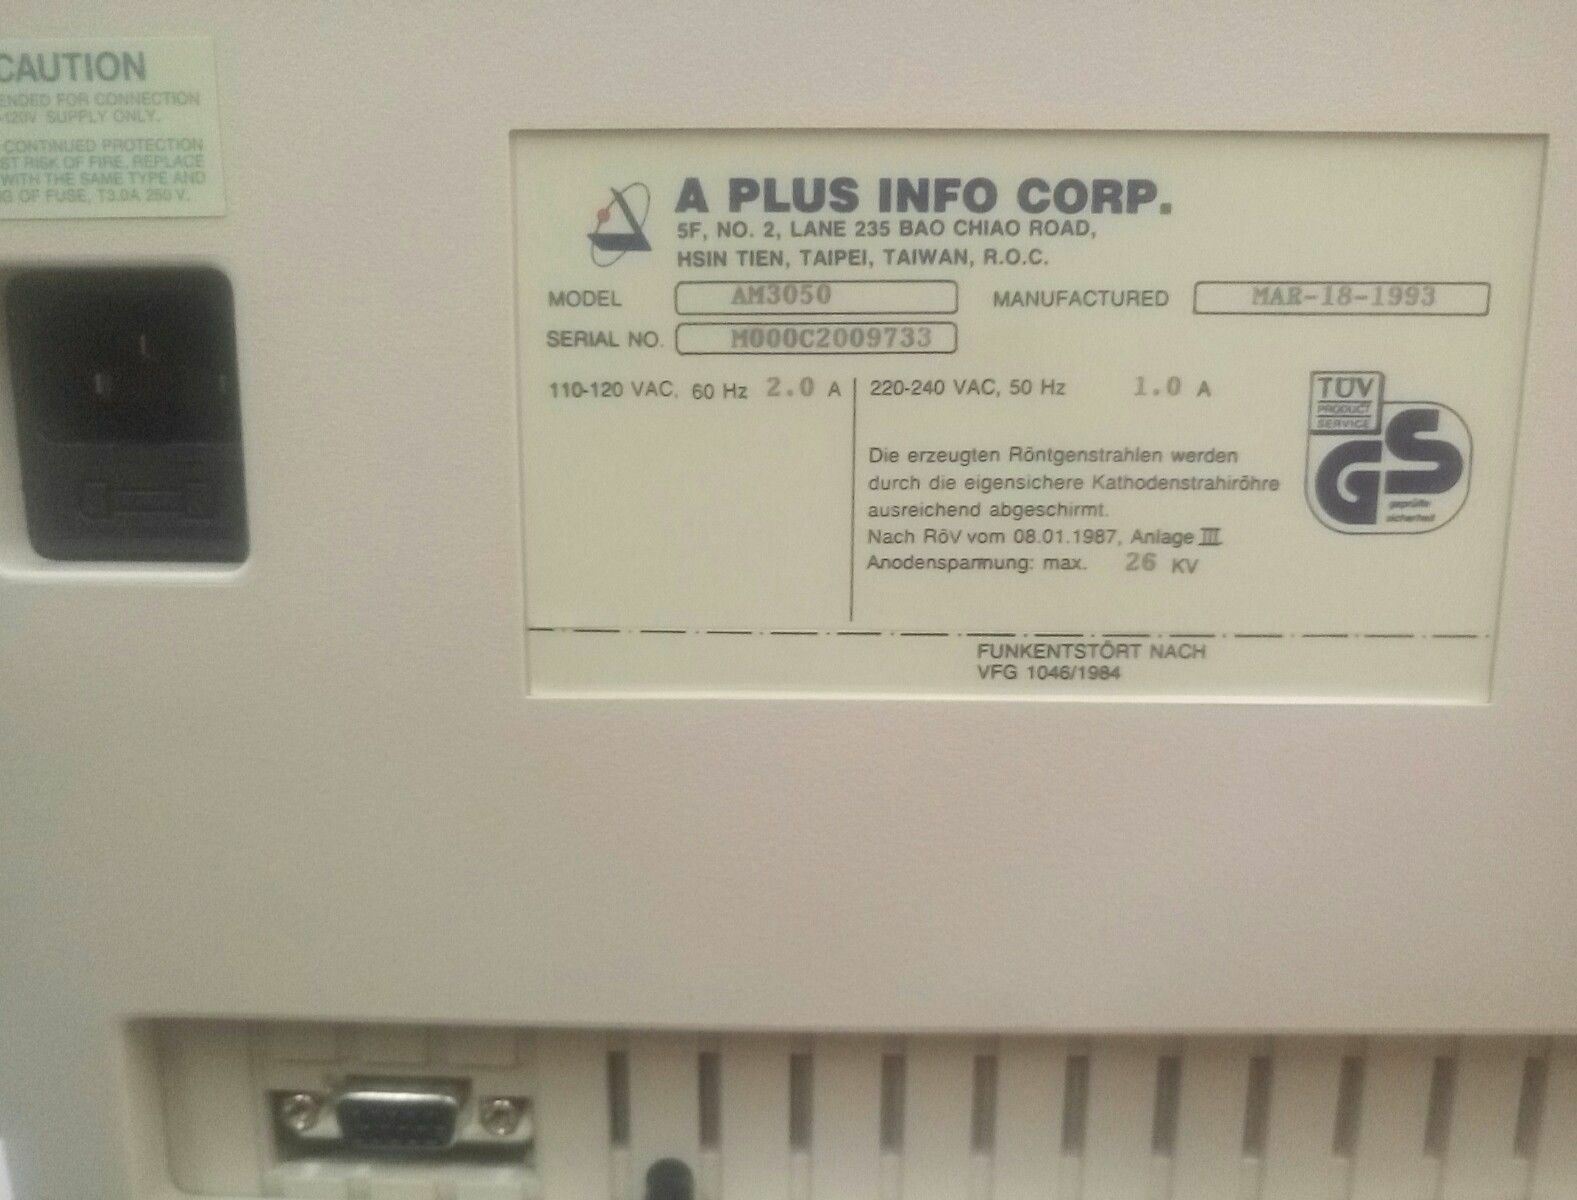 CAUTION
ENDED FOR CONNECTION
-120V SUPPLY ONLY.
CONTINUED PROTECTION
ST RISK OF FIRE, REPLACE
WITH THE SAME TYPE AND
G OF FUSE, T3.0A 250 V.
A PLUS INFO CORP.
5F, NO. 2, LANE 235 BAO CHIAO ROAD,
HSIN TIEN, TAIPEI, TAIWAN, R.O.C.
MODEL AM3050 MANUFACTURED MAR-18-1993
SERIAL NO. M000C2009733
110-120 VAC, 60 Hz 2.0 A 220-240 VAC, 50 Hz 1.0 A
TÜV
PRODUCT
SERVICE
GS
geprüfte
sicherheit
Die erzeugten Röntgenstrahlen werden
durch die eigensichere Kathodenstrahlröhre
ausreichend abgeschirmt.
Nach RöV vom 08.01.1987, Anlage III
Anodenspannung: max. 26 KV
FUNKENTSTÖRT NACH
VFG 1046/1984